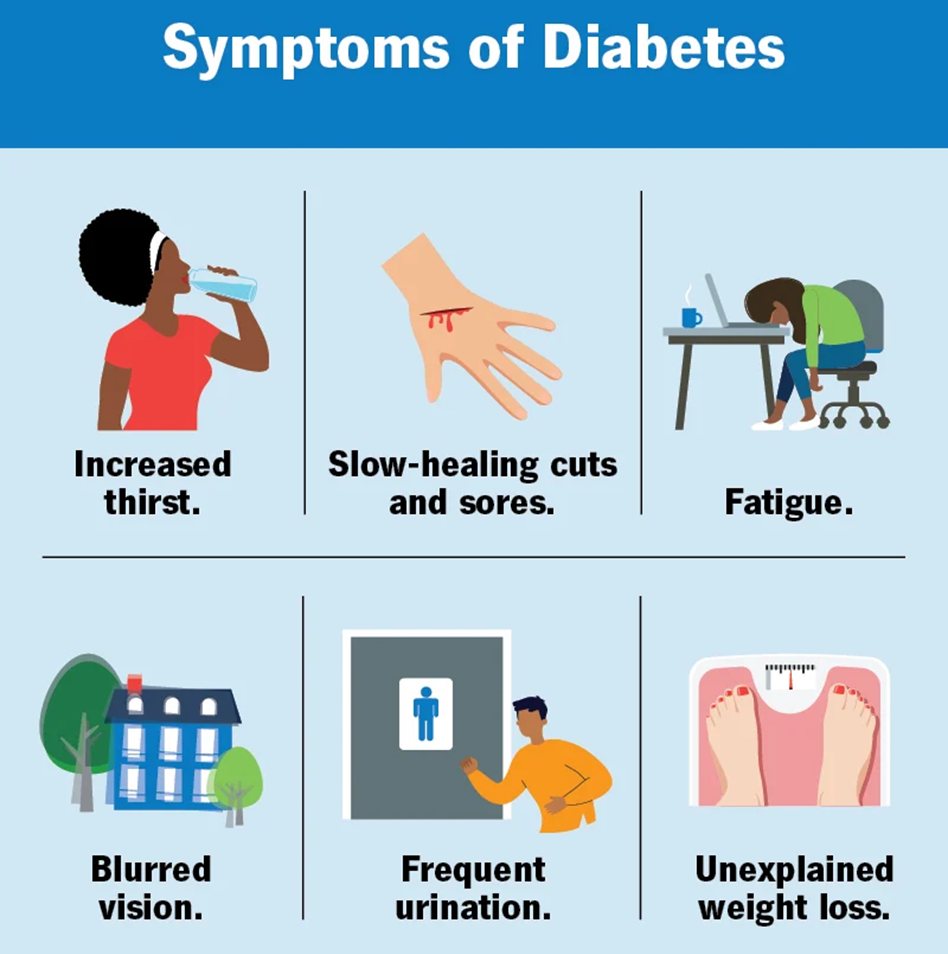 Symptoms of Diabetes
Increased
thirst.
Slow-healing cuts
and sores.
Fatigue.
Blurred
vision.
Frequent
urination.
Unexplained
weight loss.